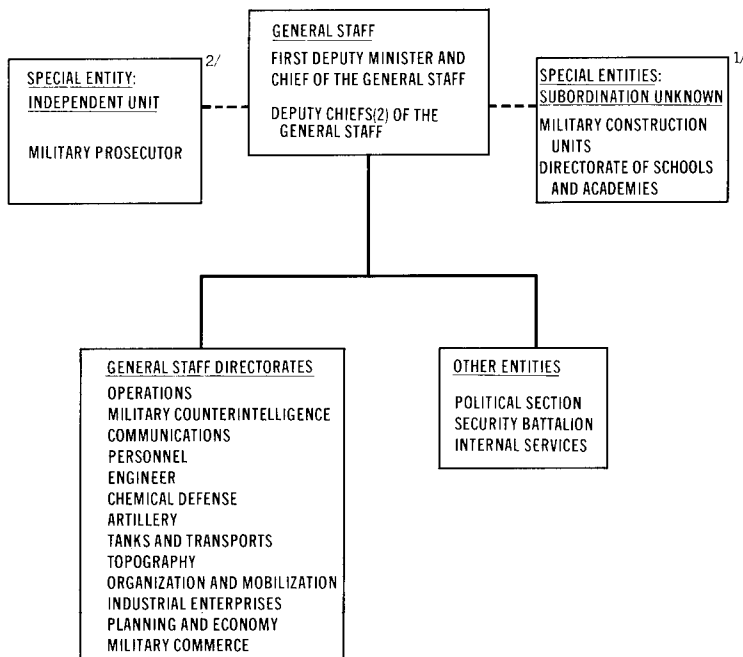 GENERAL STAFF
FIRST DEPUTY MINISTER AND
CHIEF OF THE GENERAL STAFF
DEPUTY CHIEFS(2) OF THE
GENERAL STAFF
2/
SPECIAL ENTITY:
INDEPENDENT UNIT
MILITARY PROSECUTOR
1/
SPECIAL ENTITIES:
SUBORDINATION UNKNOWN
MILITARY CONSTRUCTION
UNITS
DIRECTORATE OF SCHOOLS
AND ACADEMIES
GENERAL STAFF DIRECTORATES
OPERATIONS
MILITARY COUNTERINTELLIGENCE
COMMUNICATIONS
PERSONNEL
ENGINEER
CHEMICAL DEFENSE
ARTILLERY
TANKS AND TRANSPORTS
TOPOGRAPHY
ORGANIZATION AND MOBILIZATION
INDUSTRIAL ENTERPRISES
PLANNING AND ECONOMY
MILITARY COMMERCE
OTHER ENTITIES
POLITICAL SECTION
SECURITY BATTALION
INTERNAL SERVICES